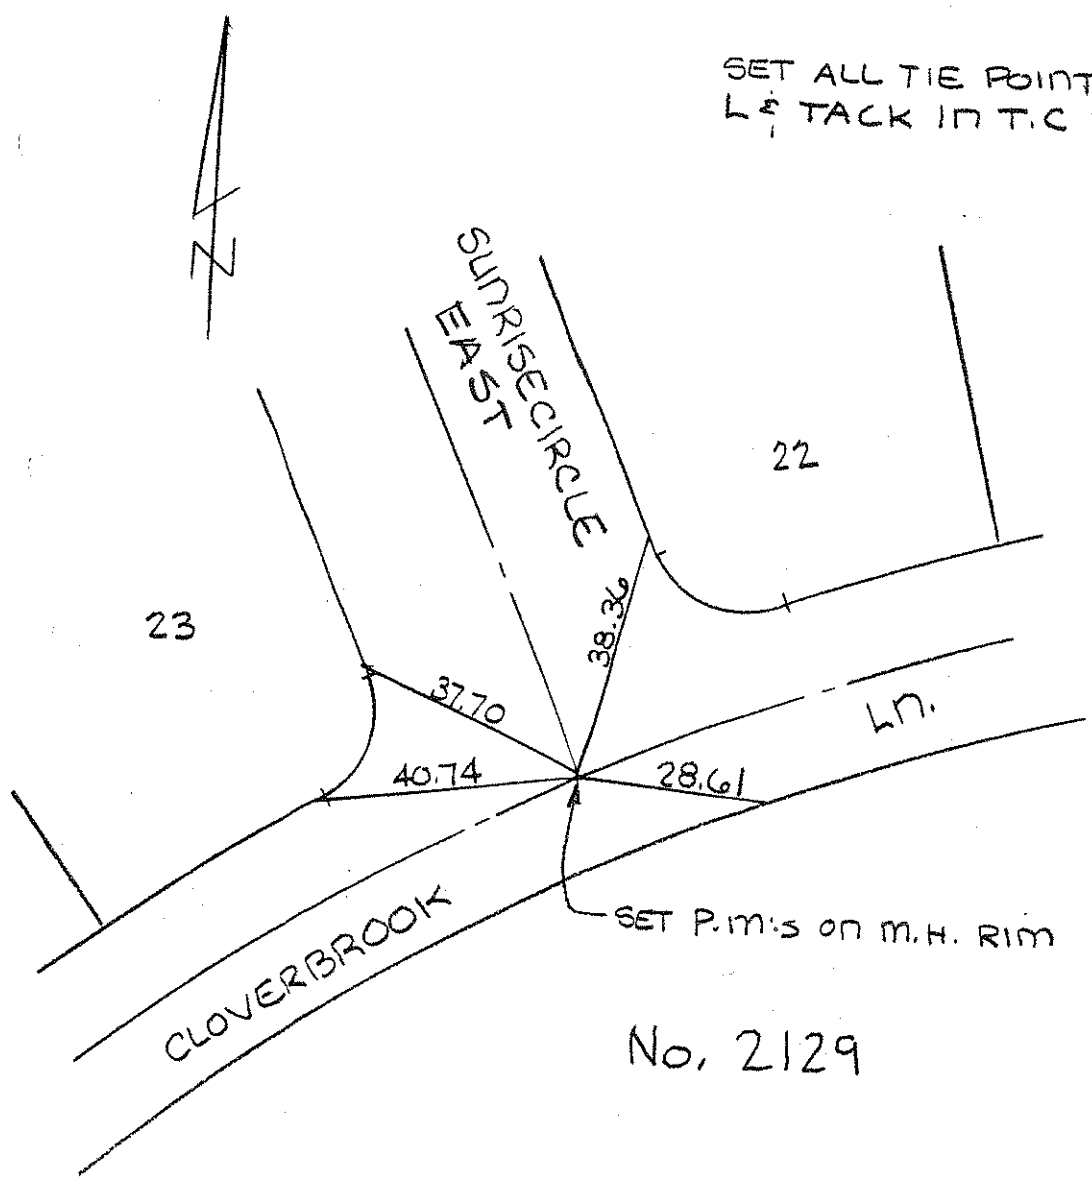 SET ALL TIE POINT
L & TACK IN T.C
N
SUNRISE CIRCLE
EAST
22
23
38.36
37.70
LN.
40.74
28.61
CLOVERBROOK
SET P.M.'s ON M.H. RIM
No. 2129